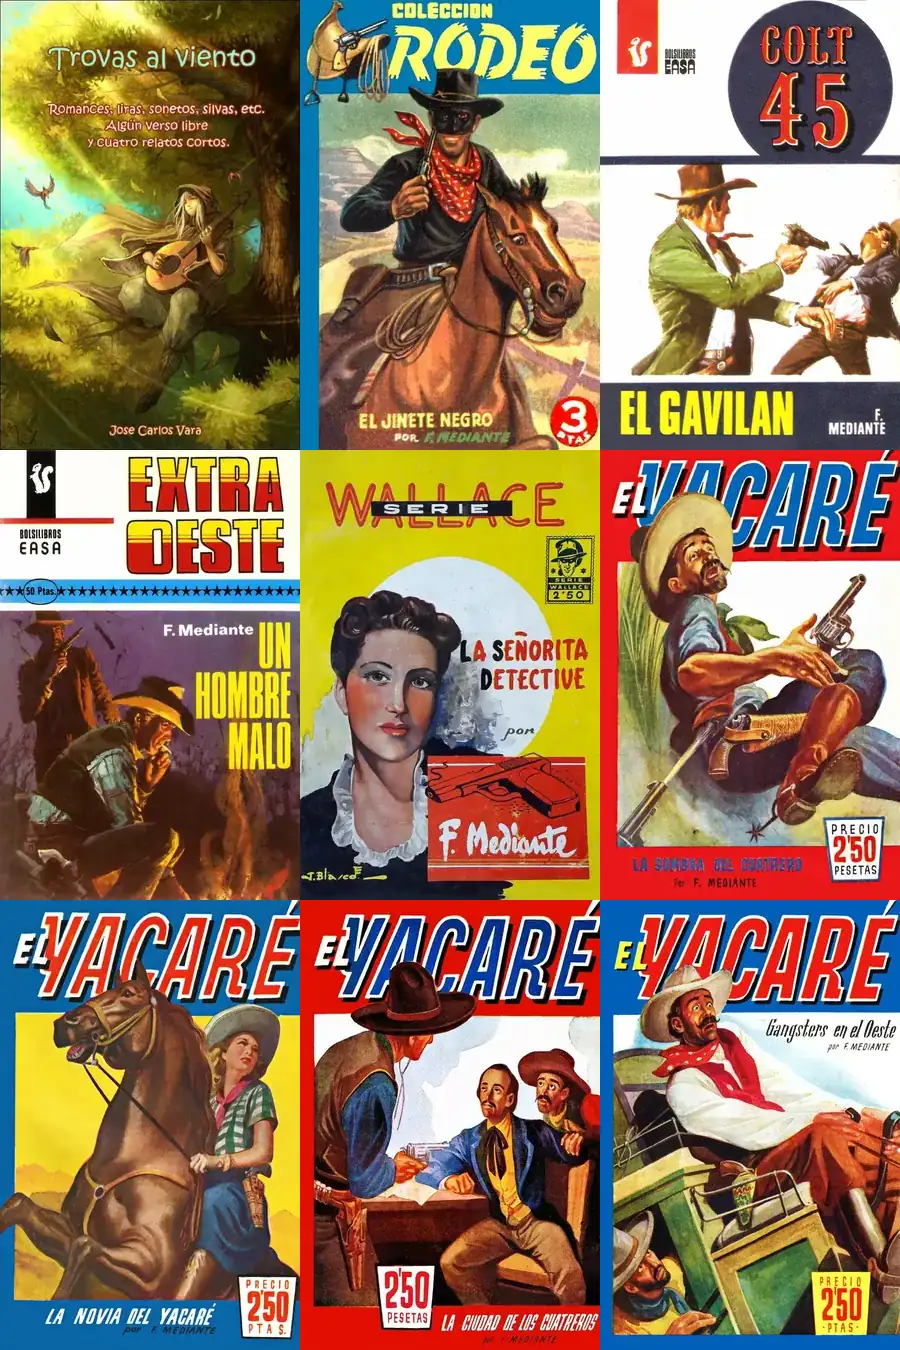 Trovas al viento
Romances, liras, sonetos, silvas, etc.
Algún verso libre
y cuatro relatos cortos.
Jose Carlos Vara
COLECCION
RODEO
EL JINETE NEGRO
POR F. MEDIANTE
3
PTAS.
BOLSILIBROS
EASA
COLT
45
EL GAVILAN
F.
MEDIANTE
BOLSILIBROS
EASA
EXTRA
OESTE
50 Ptas.
F. Mediante
UN
HOMBRE
MALO
WALLACE
SERIE
SERIE
WALLACE
2'50
LA SEÑORITA
DETECTIVE
por
F. Mediante
J. Blasco
EL YACARÉ
PRECIO
2'50
PESETAS
LA SOMBRA DEL CUATRERO
Por F. MEDIANTE
EL YACARÉ
PRECIO
2'50
PTAS.
LA NOVIA DEL YACARÉ
por F. MEDIANTE
EL YACARÉ
2'50
PESETAS
LA CIUDAD DE LOS CUATREROS
por F. MEDIANTE
EL YACARÉ
Gangsters en el Oeste
por F. MEDIANTE
PRECIO
2'50
PTAS